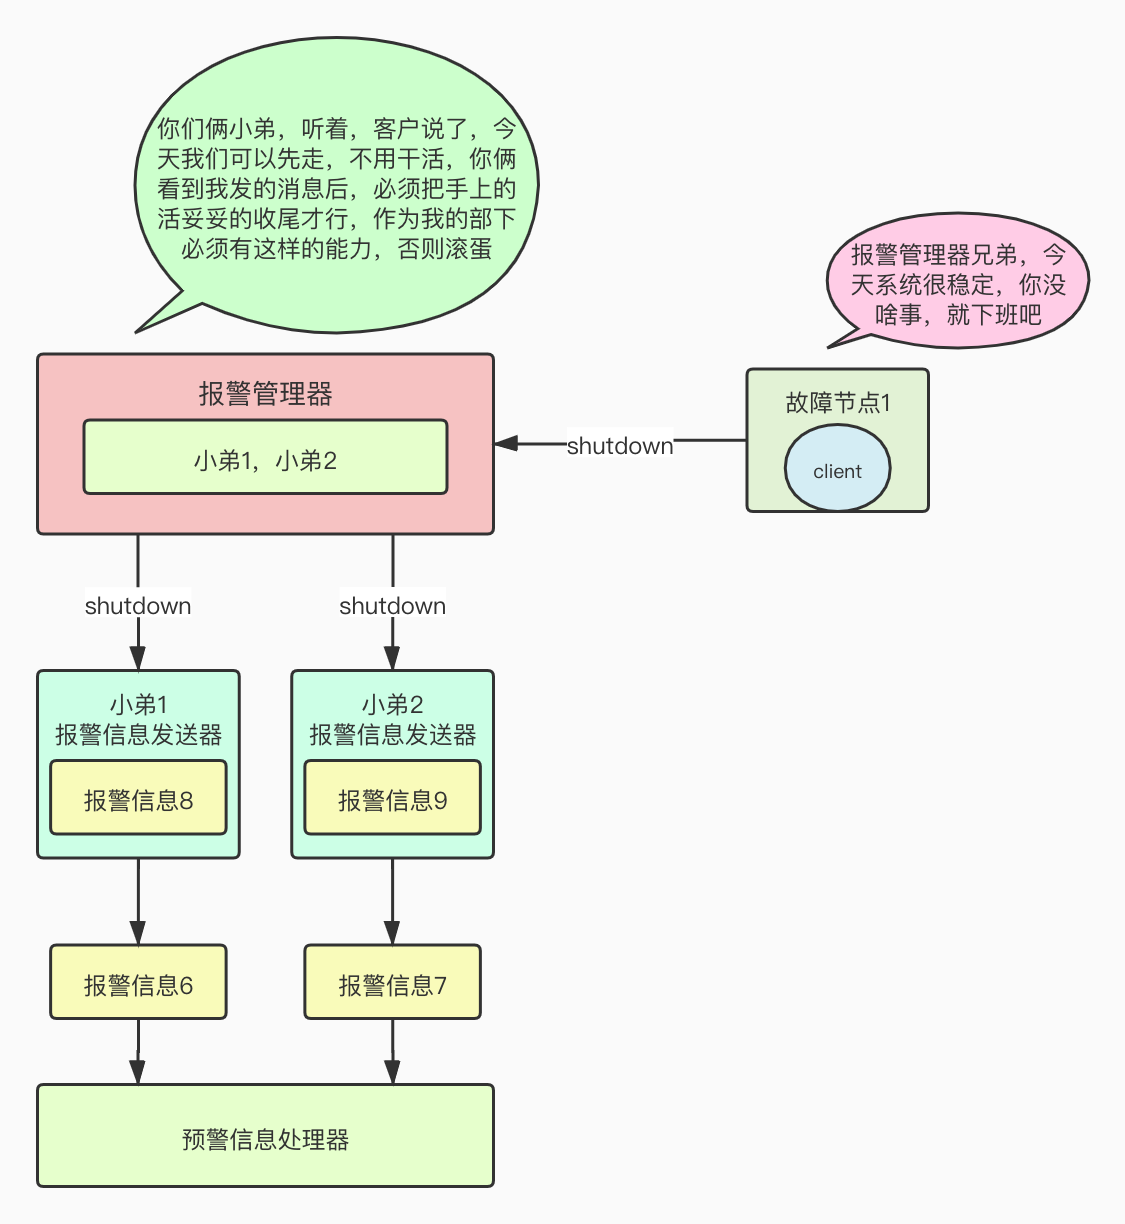 你们俩小弟，听着，客户说了，今
天我们可以先走，不用干活，你俩
看到我发的消息后，必须把手上的
活妥妥的收尾才行，作为我的部下
必须有这样的能力，否则滚蛋
报警管理器兄弟，今
天系统很稳定，你没
啥事，就下班吧
报警管理器
小弟1，小弟2
shutdown
故障节点1
client
shutdown
shutdown
小弟1
报警信息发送器
报警信息8
小弟2
报警信息发送器
报警信息9
报警信息6
报警信息7
预警信息处理器